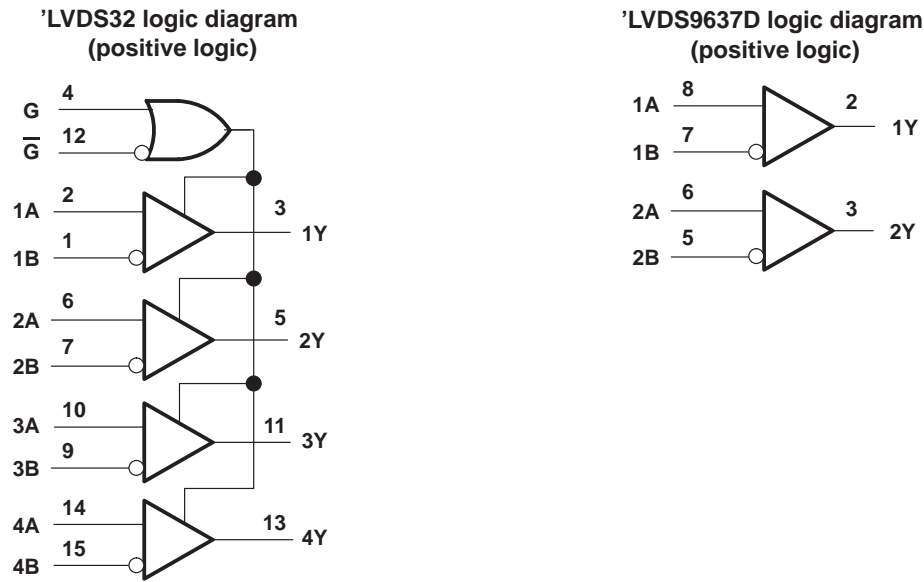 'LVDS32 logic diagram
(positive logic)
G
4
G̅
12
1A
2
1B
1
3
1Y
2A
6
2B
7
5
2Y
3A
10
3B
9
11
3Y
4A
14
4B
15
13
4Y
'LVDS9637D logic diagram
(positive logic)
1A
8
1B
7
2
1Y
2A
6
2B
5
3
2Y